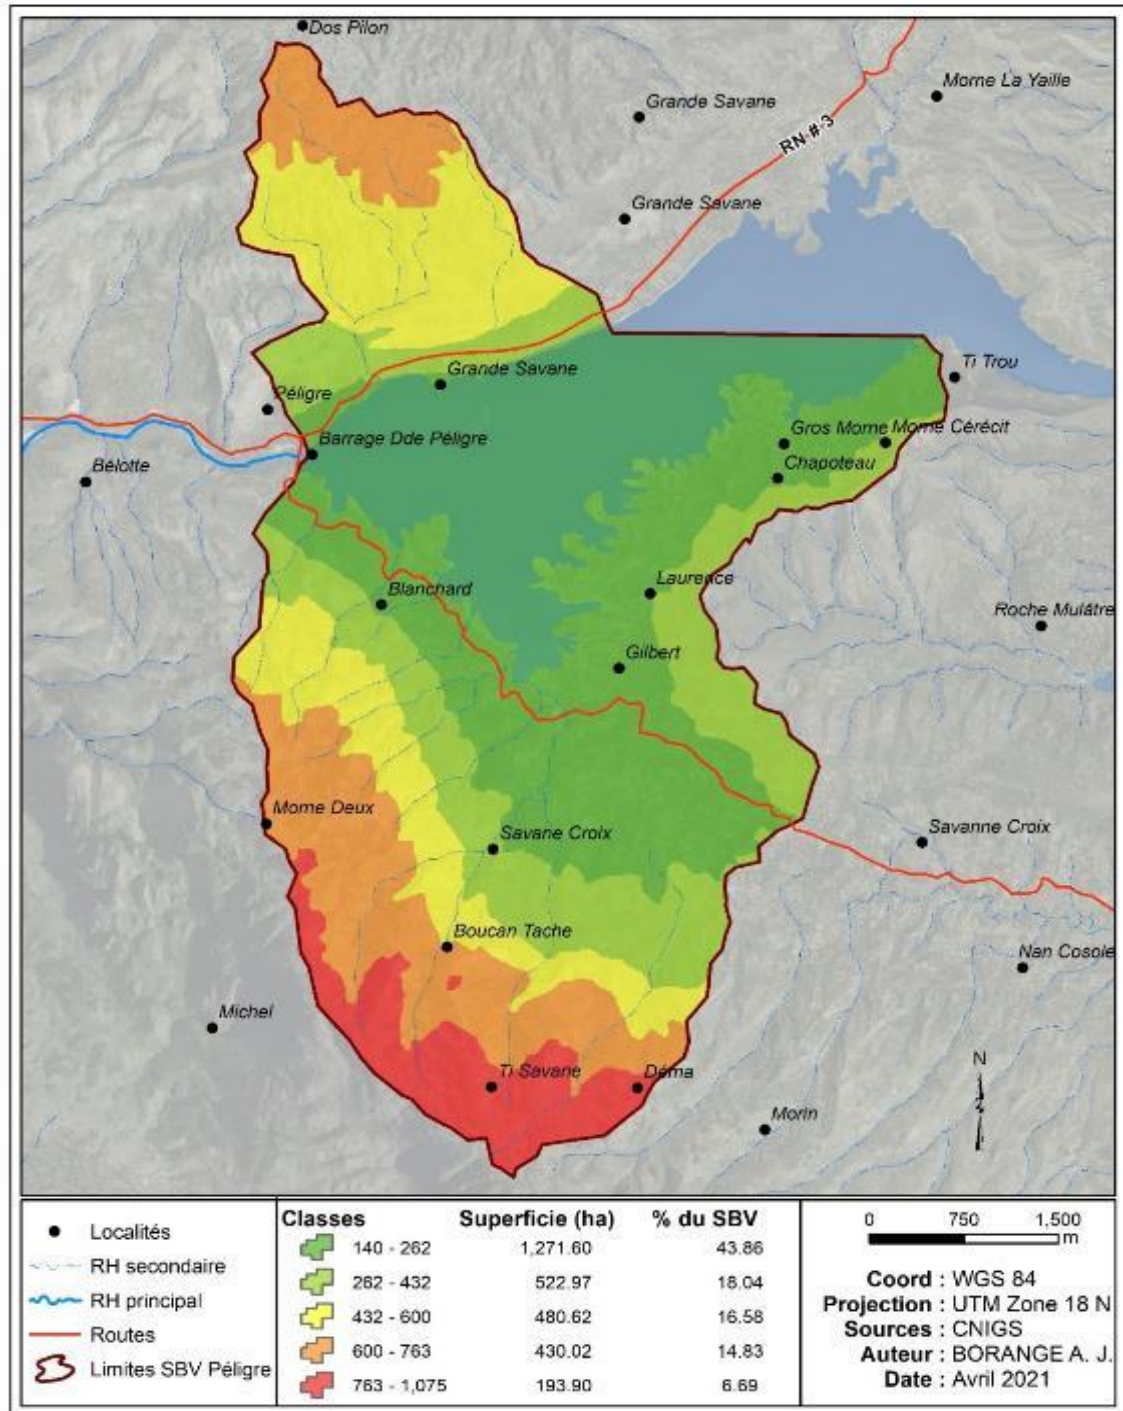 Dos Pilon
Morne La Yaille
Grande Savane
RN # 3
Grande Savane
Ti Trou
Grande Savane
Péligre
Gros Morne
Morne Cérécit
Barrage Dde Péligre
Chapoteau
Bélotte
Laurence
Blanchard
Roche Mulâtre
Gilbert
Morne Deux
Savane Croix
Savanne Croix
Boucan Tache
Nan Cosole
Michel
N
Ti Savane
Déma
Morin
Localités
RH secondaire
RH principal
Routes
Limites SBV Péligre
Classes Superficie (ha) % du SBV
140 - 262 1,271.60 43.86
262 - 432 522.97 18.04
432 - 600 480.62 16.58
600 - 763 430.02 14.83
763 - 1,075 193.90 6.69
0 750 1,500
m
Coord : WGS 84
Projection : UTM Zone 18 N
Sources : CNIGS
Auteur : BORANGE A. J.
Date : Avril 2021